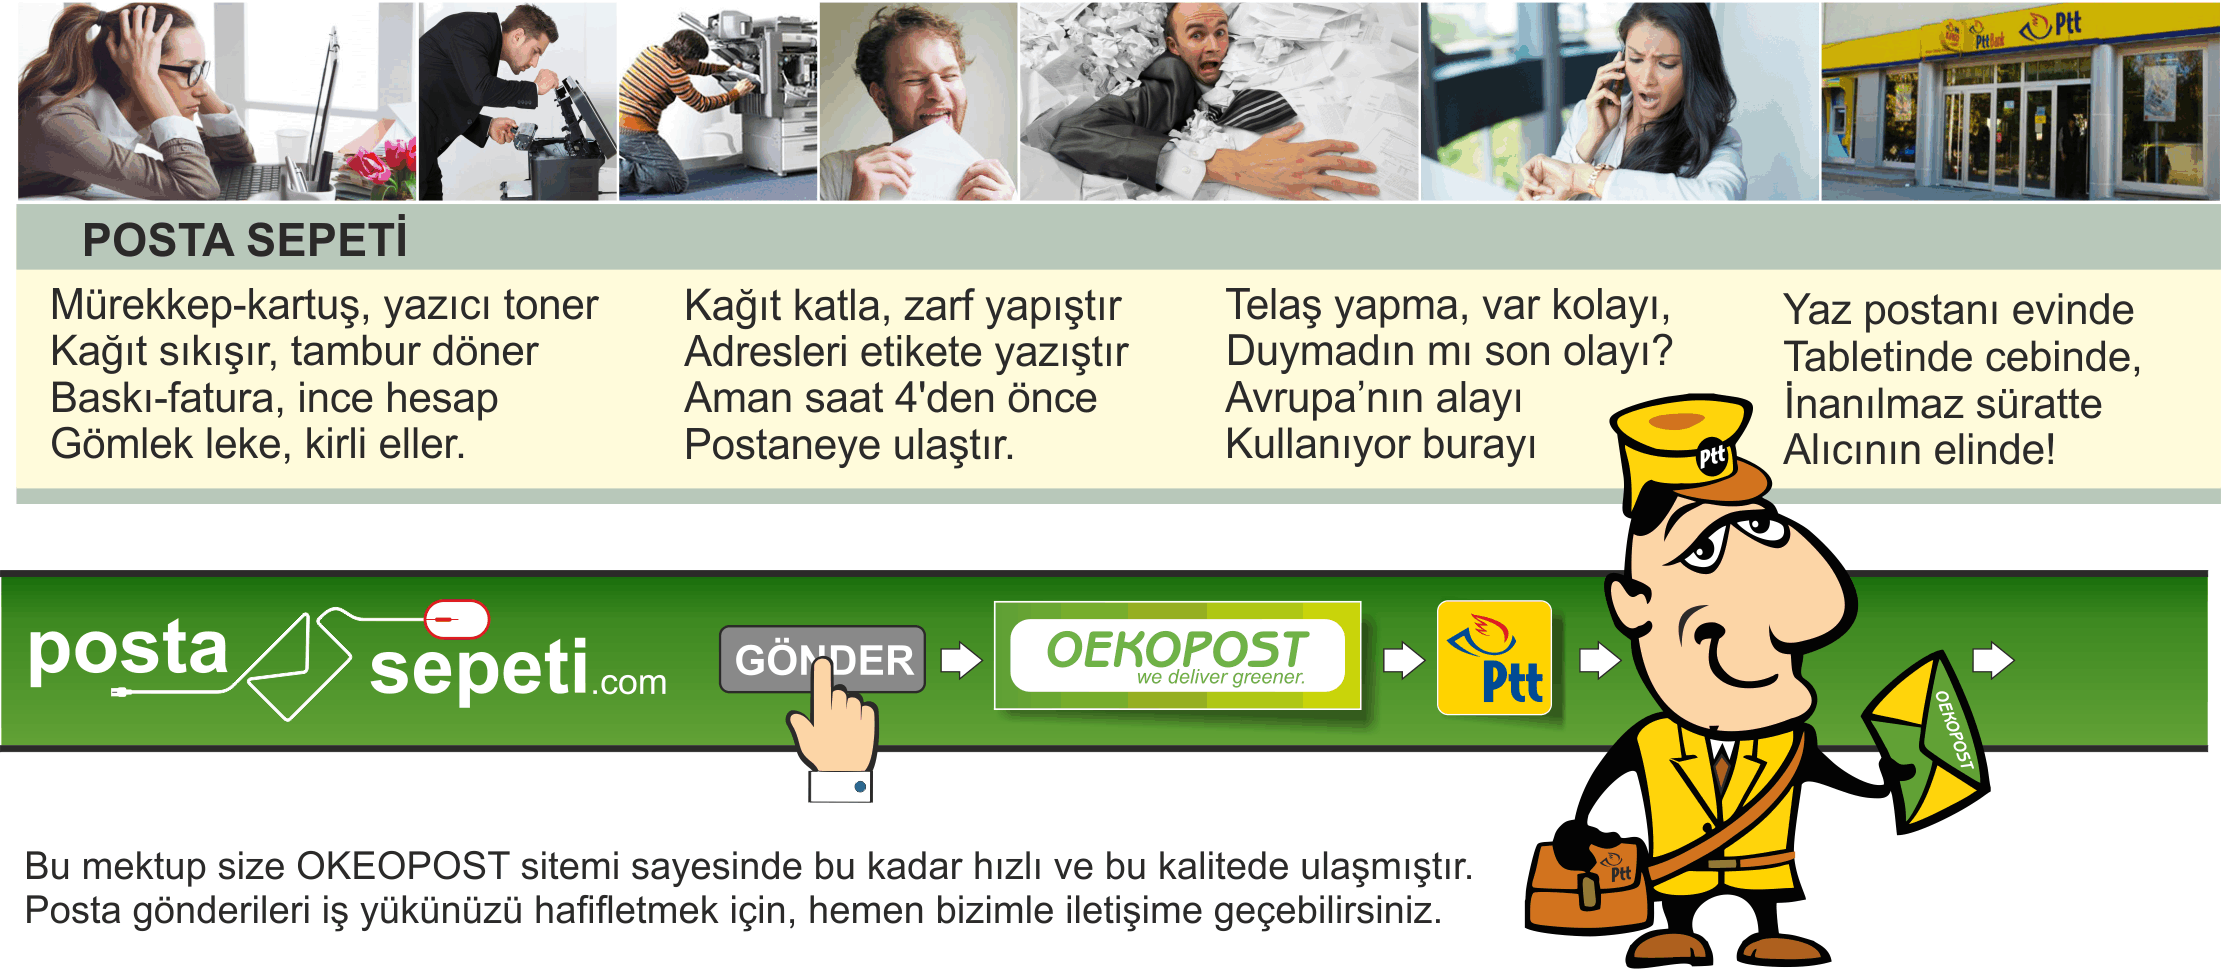 Ptt Bank
Ptt
POSTA SEPETİ
Mürekkep-kartuş, yazıcı toner
Kağıt sıkışır, tambur döner
Baskı-fatura, ince hesap
Gömlek leke, kirli eller.
Kağıt katla, zarf yapıştır
Adresleri etikete yazıştır
Aman saat 4'den önce
Postaneye ulaştır.
Telaş yapma, var kolayı,
Duymadın mı son olayı?
Avrupa’nın alayı
Kullanıyor burayı
Yaz postanı evinde
Tabletinde cebinde,
İnanılmaz süratte
Alıcının elinde!
Ptt
posta
sepeti.com
GÖNDER
OEKOPOST
we deliver greener.
Ptt
OEKOPOST
Ptt
Bu mektup size OKEOPOST sitemi sayesinde bu kadar hızlı ve bu kalitede ulaşmıştır.
Posta gönderileri iş yükünüzü hafifletmek için, hemen bizimle iletişime geçebilirsiniz.